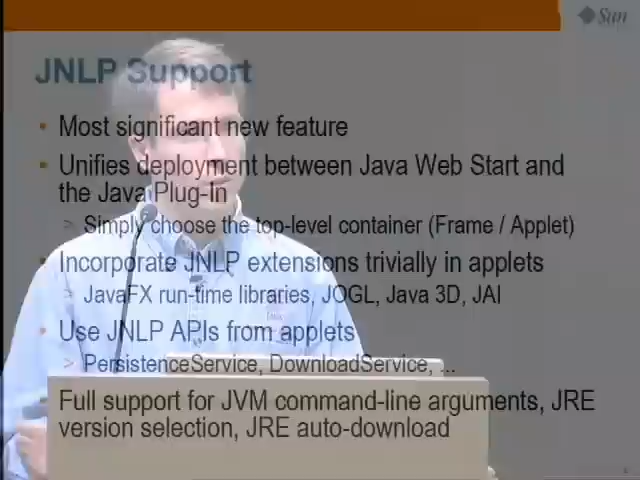 Sun
JNLP Support
• Most significant new feature
• Unifies deployment between Java Web Start and
the Java Plug-In
> Simply choose the top-level container (Frame / Applet)
• Incorporate JNLP extensions trivially in applets
> JavaFX run-time libraries, JOGL, Java 3D, JAI
• Use JNLP APIs from applets
> PersistenceService, DownloadService, ...
Full support for JVM command-line arguments, JRE
version selection, JRE auto-download